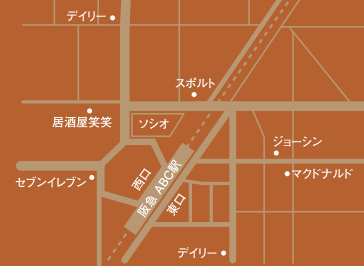 デイリー
スポルト
居酒屋笑笑
ソシオ
ジョーシン
セブンイレブン
西口
阪急 ABC駅
東口
マクドナルド
デイリー